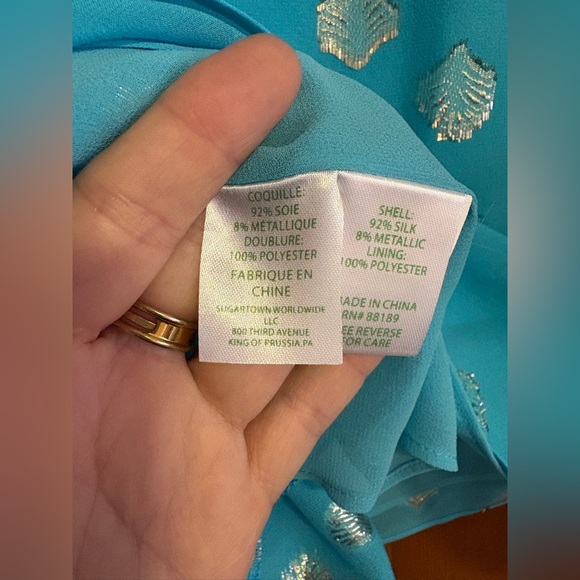 COQUILLE:
92% SOIE
8% MÉTALLIQUE
DOUBLURE:
100% POLYESTER
FABRIQUE EN
CHINE
SUGARTOWN WORLDWIDE
LLC
800 THIRD AVENUE
KING OF PRUSSIA,PA
SHELL:
92% SILK
8% METALLIC
LINING:
100% POLYESTER
MADE IN CHINA
RN# 88189
EE REVERSE
FOR CARE